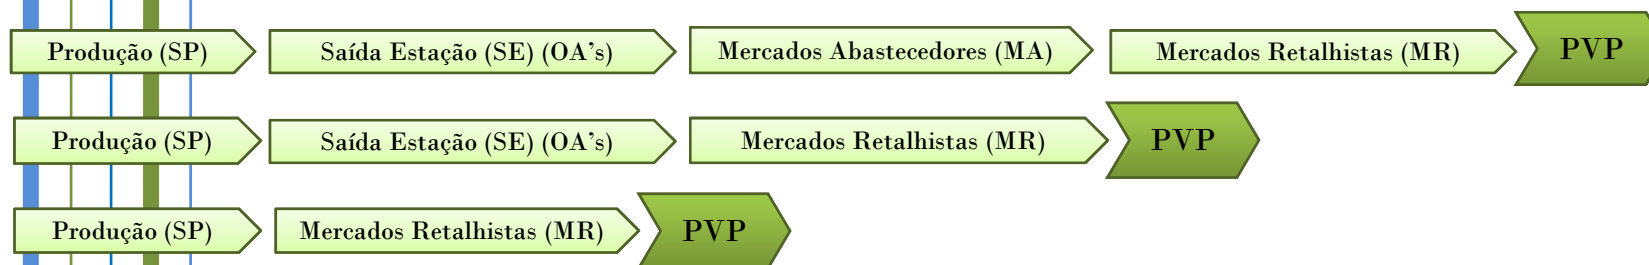 Produção (SP) Saída Estação (SE) (OA’s) Mercados Abastecedores (MA) Mercados Retalhistas (MR) PVP
Produção (SP) Saída Estação (SE) (OA’s) Mercados Retalhistas (MR) PVP
Produção (SP) Mercados Retalhistas (MR) PVP